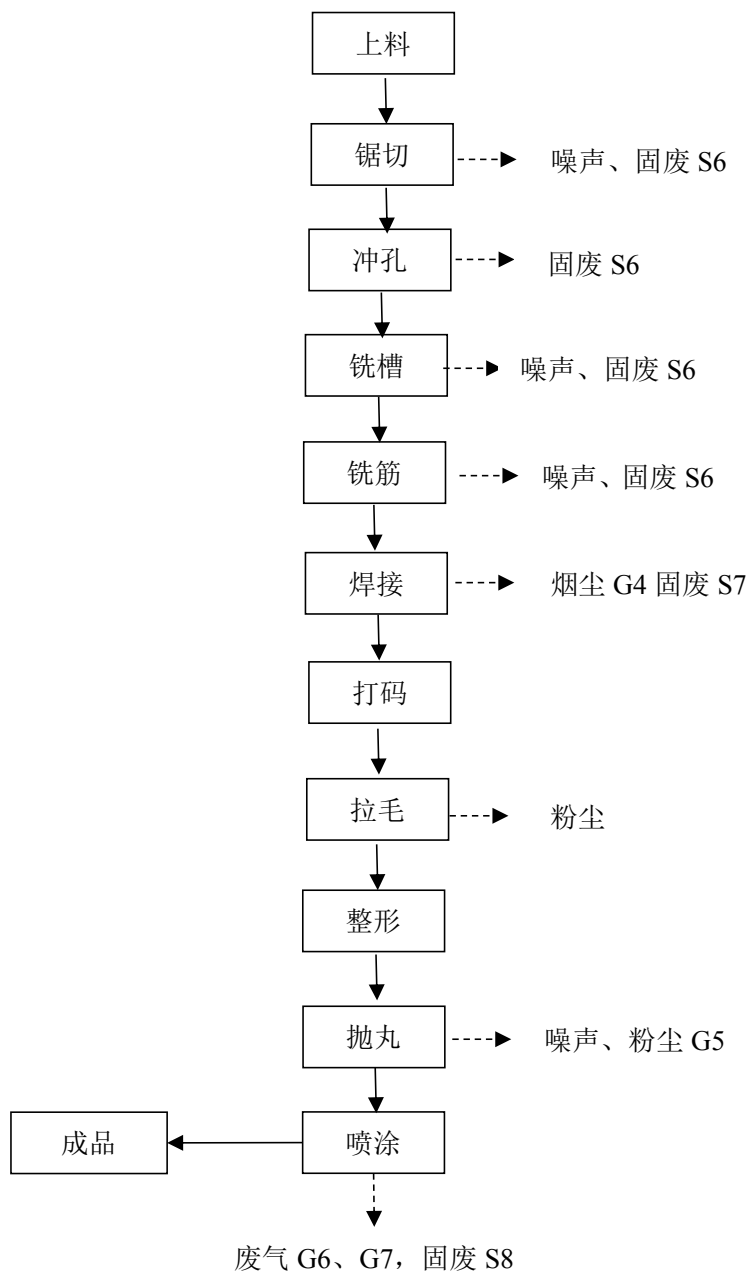 上料
锯切
噪声、固废 S6
冲孔
固废 S6
铣槽
噪声、固废 S6
铣筋
噪声、固废 S6
焊接
烟尘 G4 固废 S7
打码
拉毛
粉尘
整形
抛丸
噪声、粉尘 G5
成品
喷涂
废气 G6、G7，固废 S8